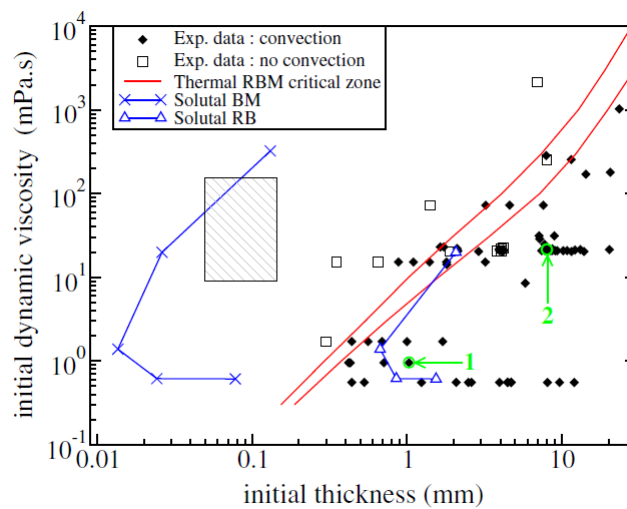 10^4
10^3
10^2
10^1
10^0
10^-1
initial dynamic viscosity (mPa.s)
Exp. data : convection
Exp. data : no convection
Thermal RBM critical zone
Solutal BM
Solutal RB
2
1
0.01
0.1
1
10
initial thickness (mm)